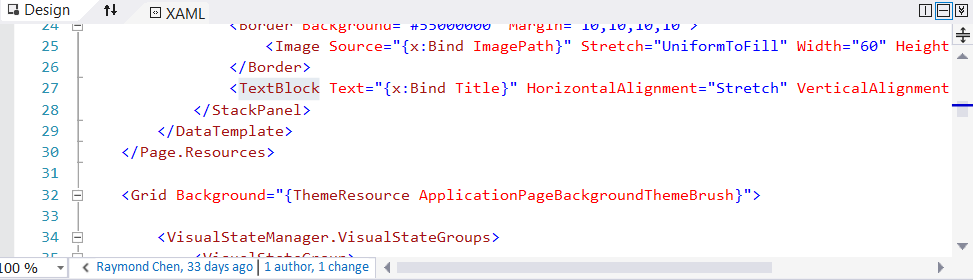 Design
XAML
24 <Border Background="#55000000" Margin="10,10,10,10">
25 <Image Source="{x:Bind ImagePath}" Stretch="UniformToFill" Width="60" Height
26 </Border>
27 <TextBlock Text="{x:Bind Title}" HorizontalAlignment="Stretch" VerticalAlignment
28 </StackPanel>
29 </DataTemplate>
30 </Page.Resources>
31
32 <Grid Background="{ThemeResource ApplicationPageBackgroundThemeBrush}">
33
34 <VisualStateManager.VisualStateGroups>
35 <VisualStateGroup>
100 % Raymond Chen, 33 days ago | 1 author, 1 change